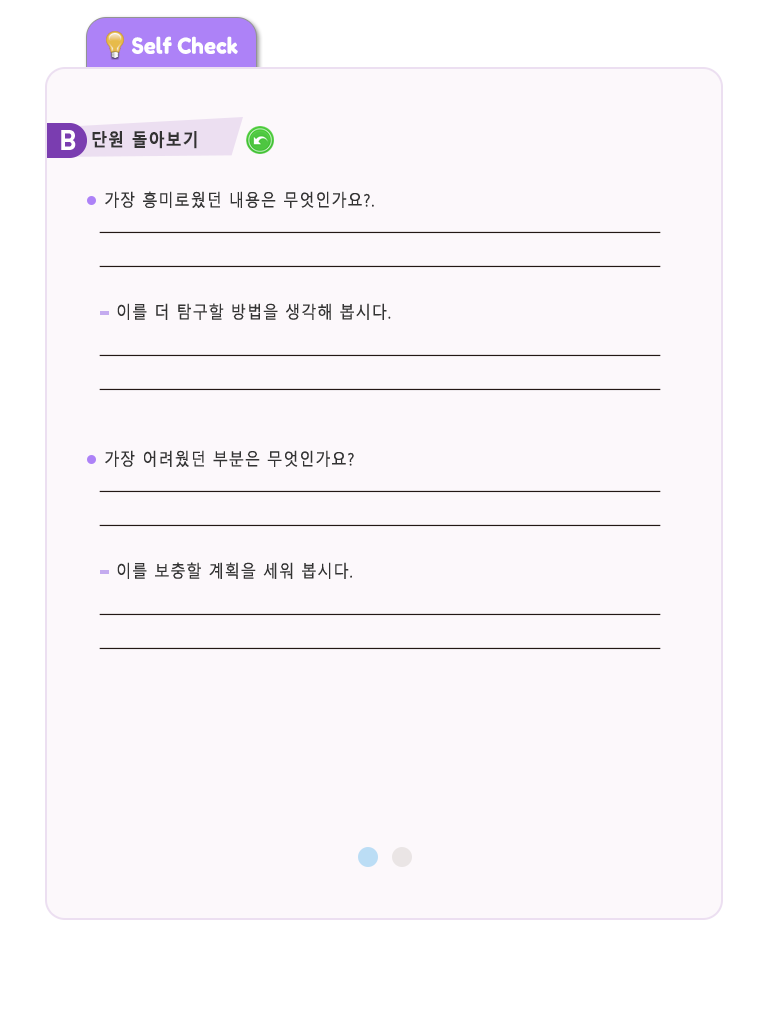 Self Check
B 단원 돌아보기
가장 흥미로웠던 내용은 무엇인가요?.
이를 더 탐구할 방법을 생각해 봅시다.
가장 어려웠던 부분은 무엇인가요?
이를 보충할 계획을 세워 봅시다.